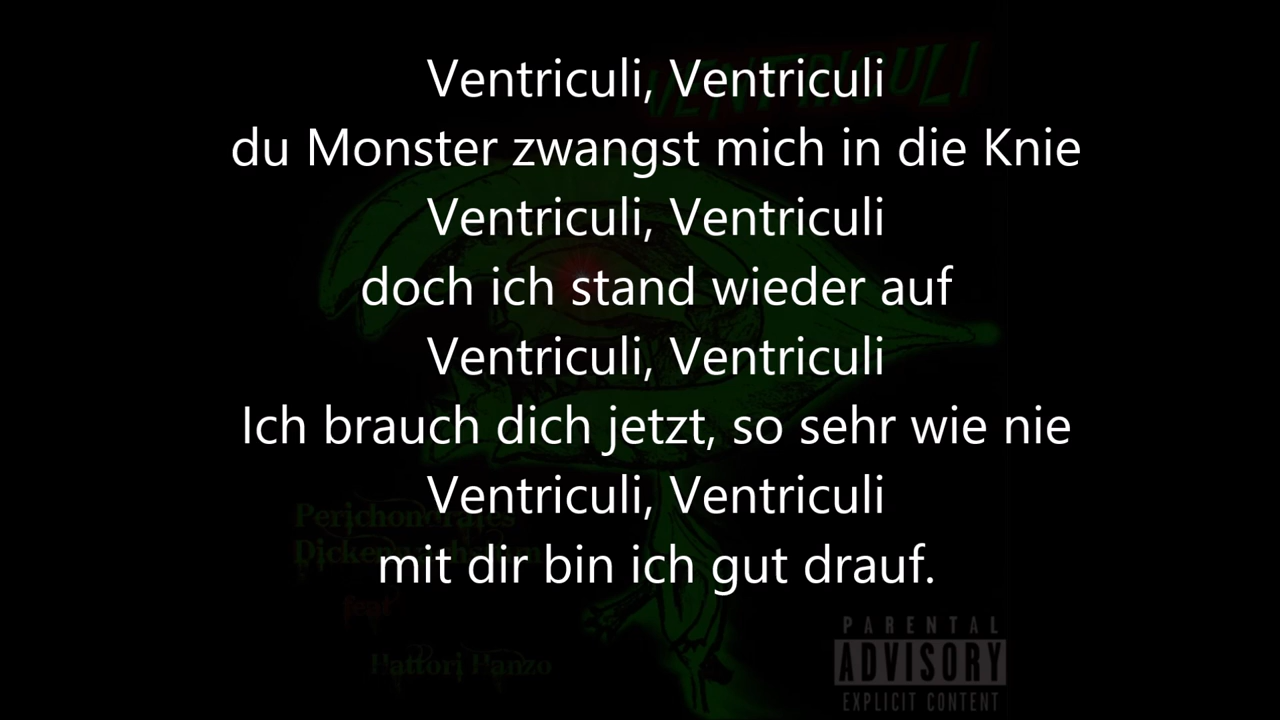 VENTRICULI
Ventriculi, Ventriculi
du Monster zwangst mich in die Knie
Ventriculi, Ventriculi
doch ich stand wieder auf
Ventriculi, Ventriculi
Ich brauch dich jetzt, so sehr wie nie
Ventriculi, Ventriculi
mit dir bin ich gut drauf.
feat
Hattori Hanzo
PARENTAL
ADVISORY
EXPLICIT CONTENT